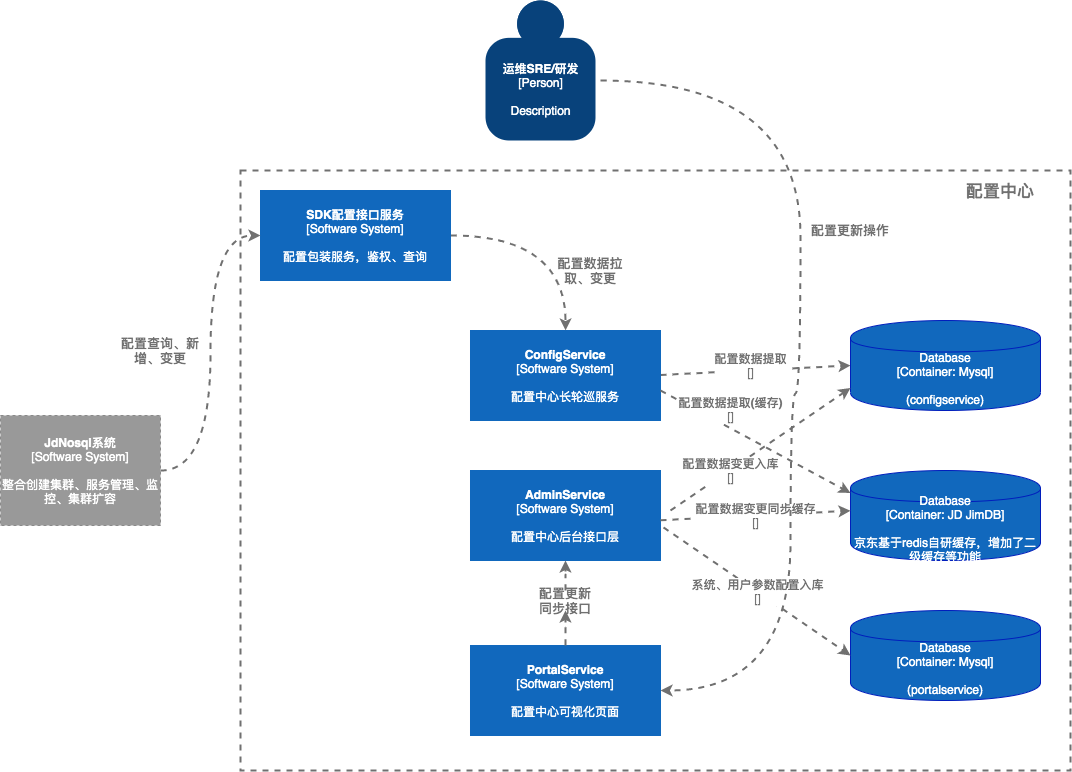 运维SRE/研发
[Person]
Description
配置中心
SDK配置接口服务
[Software System]
配置包装服务，鉴权、查询
配置更新操作
配置数据拉
取、变更
配置查询、新
增、变更
ConfigService
[Software System]
配置中心长轮巡服务
配置数据提取
[]
Database
[Container: Mysql]
(configservice)
配置数据提取(缓存)
[]
JdNosql系统
[Software System]
整合创建集群、服务管理、监
控、集群扩容
配置数据变更入库
[]
AdminService
[Software System]
配置中心后台接口层
配置数据变更同步缓存
[]
Database
[Container: JD JimDB]
京东基于redis自研缓存，增加了二
级缓存等功能
配置更新
同步接口
系统、用户参数配置入库
[]
PortalService
[Software System]
配置中心可视化页面
Database
[Container: Mysql]
(portalservice)